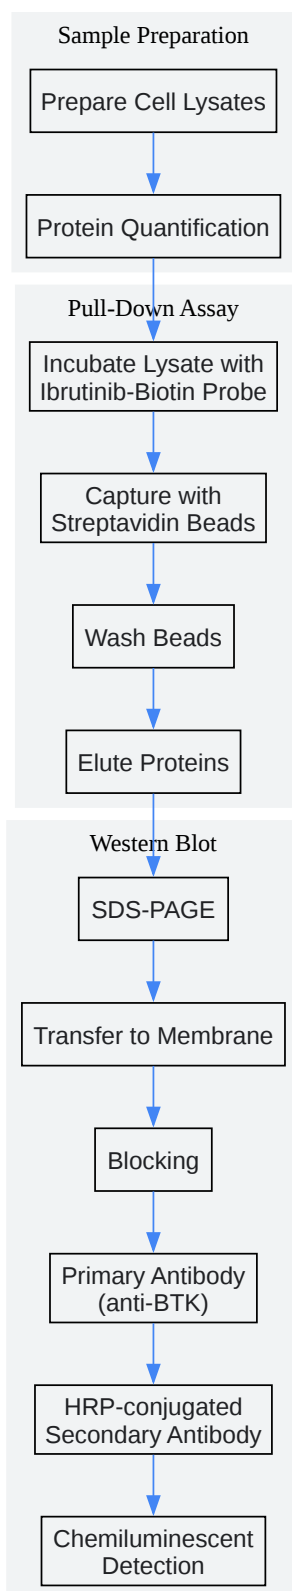 Sample Preparation
Prepare Cell Lysates
Protein Quantification
Pull-Down Assay
Incubate Lysate with
Ibrutinib-Biotin Probe
Capture with
Streptavidin Beads
Wash Beads
Elute Proteins
Western Blot
SDS-PAGE
Transfer to Membrane
Blocking
Primary Antibody
(anti-BTK)
HRP-conjugated
Secondary Antibody
Chemiluminescent
Detection